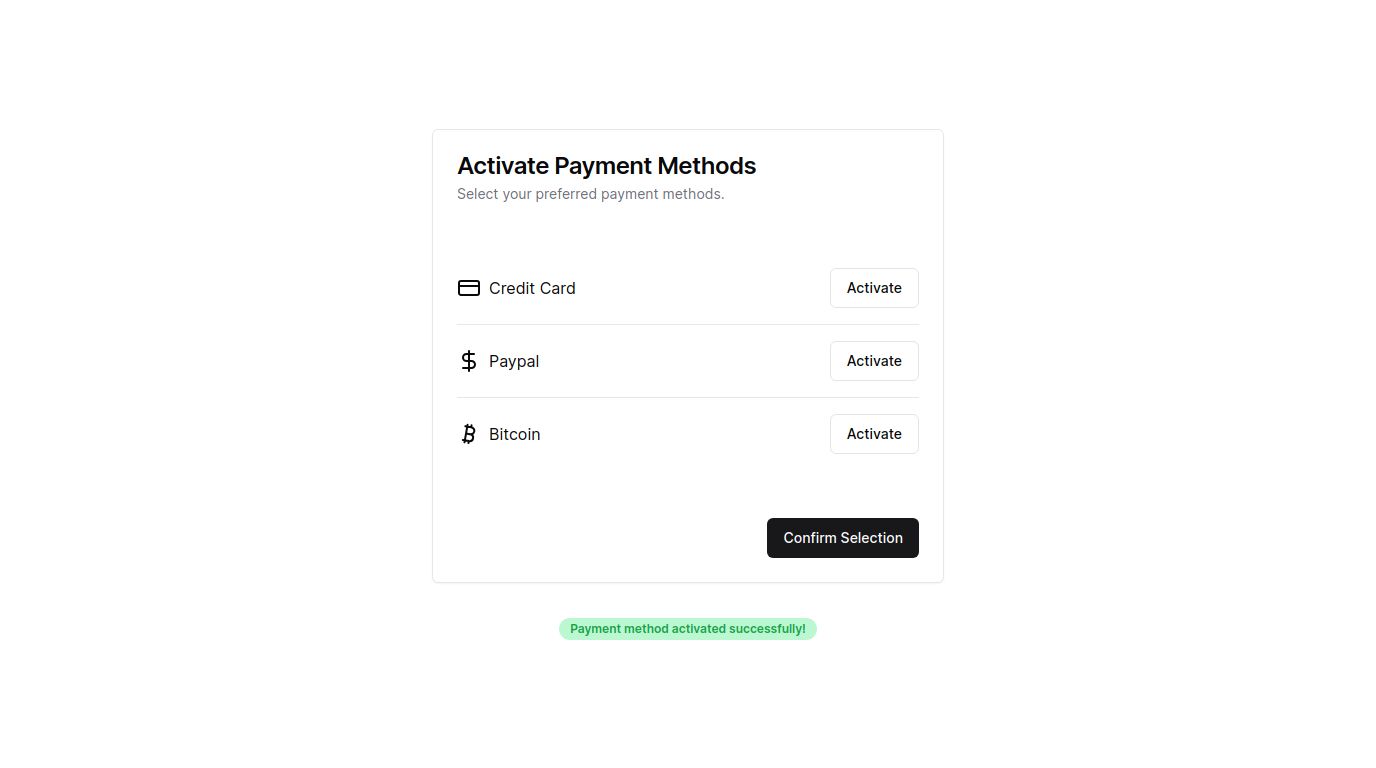 Activate Payment Methods
Select your preferred payment methods.
Credit Card Activate
Paypal Activate
Bitcoin Activate
Confirm Selection
Payment method activated successfully!